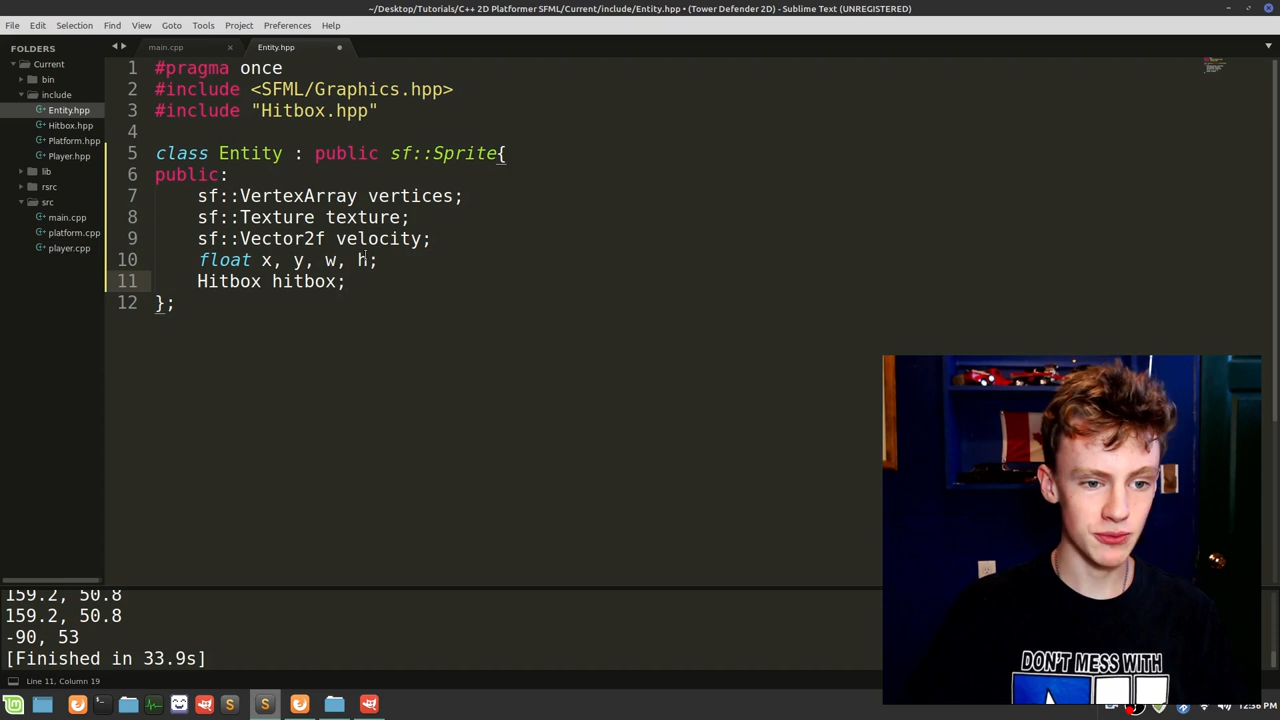 ~/Desktop/Tutorials/C++ 2D Platformer SFML/Current/include/Entity.hpp • (Tower Defender 2D) - Sublime Text (UNREGISTERED)
File Edit Selection Find View Goto Tools Project Preferences Help
FOLDERS
Current
bin
include
Entity.hpp
Hitbox.hpp
Platform.hpp
Player.hpp
lib
rsrc
src
main.cpp
platform.cpp
player.cpp
main.cpp Entity.hpp
1 #pragma once
2 #include <SFML/Graphics.hpp>
3 #include "Hitbox.hpp"
4
5 class Entity : public sf::Sprite{
6 public:
7 sf::VertexArray vertices;
8 sf::Texture texture;
9 sf::Vector2f velocity;
10 float x, y, w, h;
11 Hitbox hitbox;
12 };
159.2, 50.8
159.2, 50.8
-90, 53
[Finished in 33.9s]
DON'T MESS WITH
Line 11, Column 19
12:56 PM